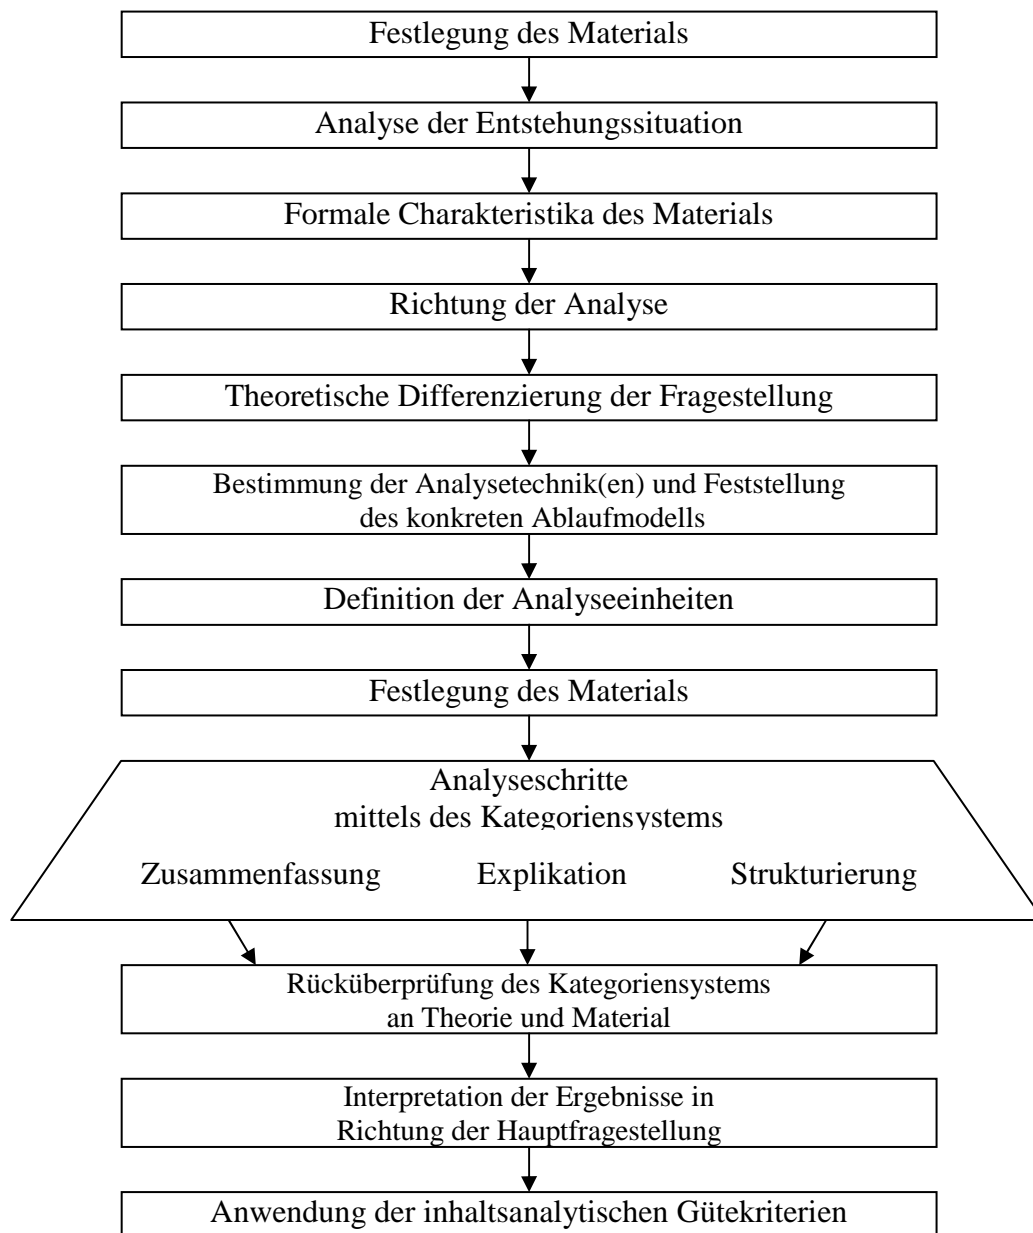 Festlegung des Materials
Analyse der Entstehungssituation
Formale Charakteristika des Materials
Richtung der Analyse
Theoretische Differenzierung der Fragestellung
Bestimmung der Analysetechnik(en) und Feststellung
des konkreten Ablaufmodells
Definition der Analyseeinheiten
Festlegung des Materials
Analyseschritte
mittels des Kategoriensystems
Zusammenfassung Explikation Strukturierung
Rücküberprüfung des Kategoriensystems
an Theorie und Material
Interpretation der Ergebnisse in
Richtung der Hauptfragestellung
Anwendung der inhaltsanalytischen Gütekriterien